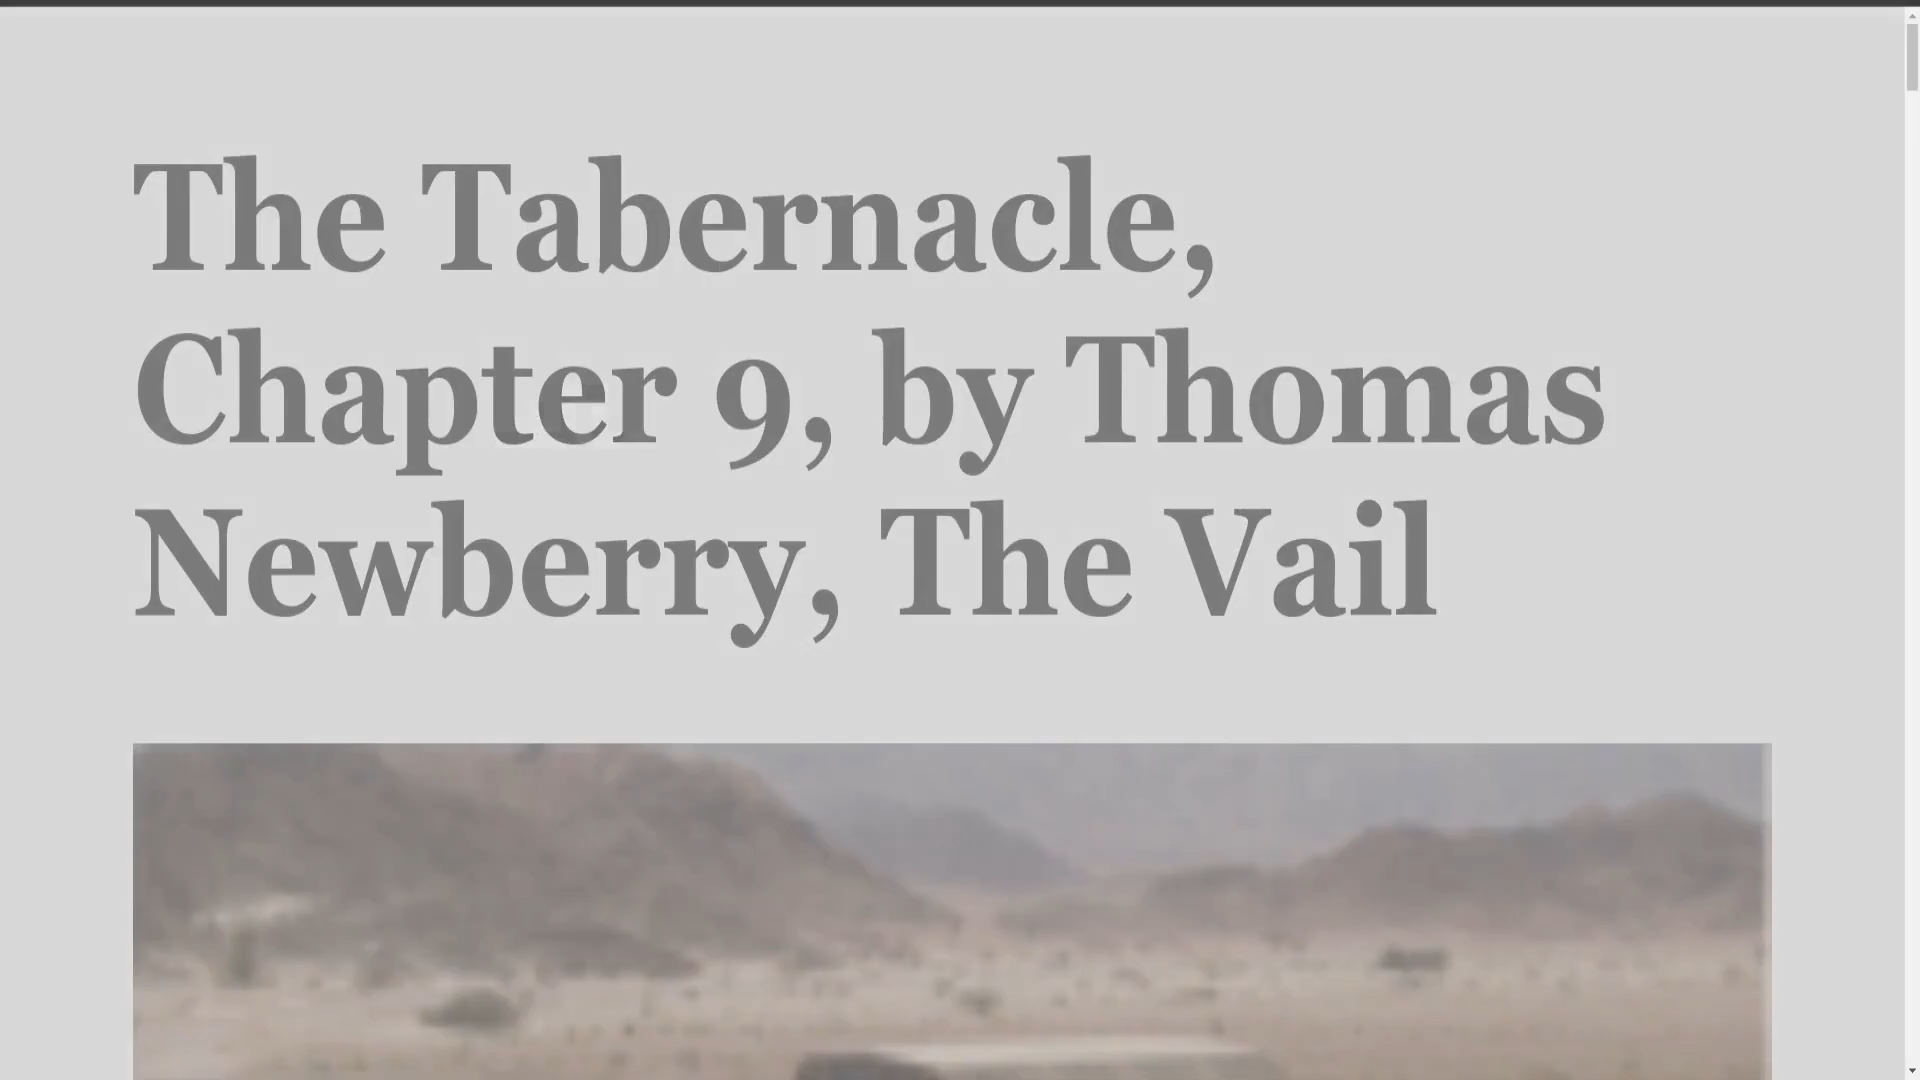 The Tabernacle,
Chapter 9, by Thomas
Newberry, The Vail